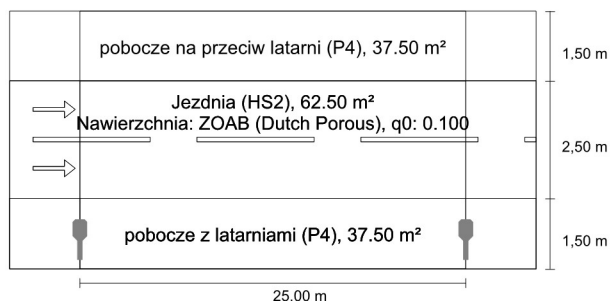 pobocze na przeciw latarni (P4), 37.50 m²
1,50 m
Jezdnia (HS2), 62.50 m²
Nawierzchnia: ZOAB (Dutch Porous), q0: 0.100
2,50 m
pobocze z latarniami (P4), 37.50 m²
1,50 m
25.00 m